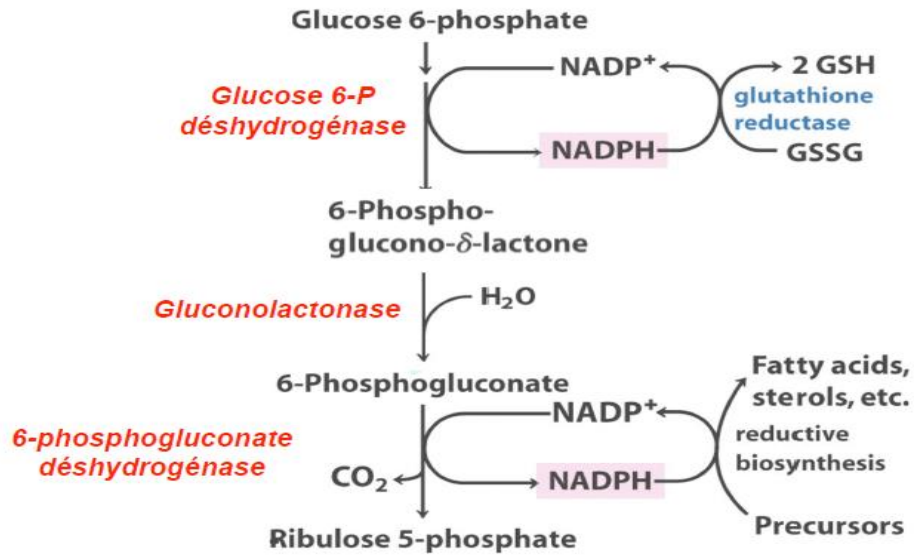 Glucose 6-phosphate
NADP⁺
2 GSH
Glucose 6-P
déshydrogénase
glutathione
reductase
NADPH
GSSG
6-Phospho-
glucono-δ-lactone
Gluconolactonase
H₂O
6-Phosphogluconate
Fatty acids,
sterols, etc.
NADP⁺
6-phosphogluconate
déshydrogénase
reductive
biosynthesis
CO₂
NADPH
Precursors
Ribulose 5-phosphate